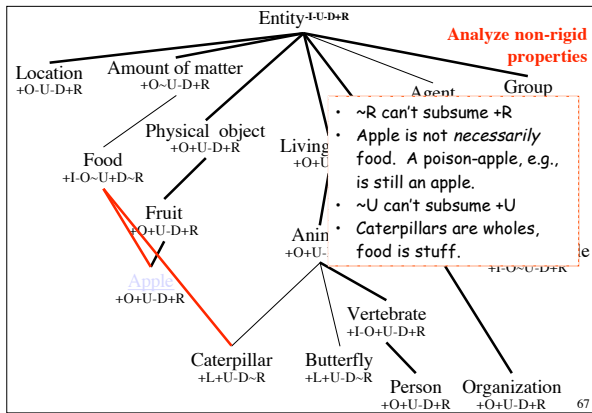 Entity-I-U-D+R
Analyze non-rigid
properties
Location
+O-U-D+R
Amount of matter
+O~U-D+R
Agent
Group
Physical object
+O+U-D+R
Living
+O+U
• ~R can't subsume +R
• Apple is not necessarily
food. A poison-apple, e.g.,
is still an apple.
• ~U can't subsume +U
• Caterpillars are wholes,
food is stuff.
Food
+I-O~U+D~R
Fruit
+O+U-D+R
Anim
+O+U-
+I-O~U-D+R
Apple
+O+U-D+R
Vertebrate
+I-O+U-D+R
Caterpillar
+L+U-D~R
Butterfly
+L+U-D~R
Person
+O+U-D+R
Organization
+O+U-D+R
67